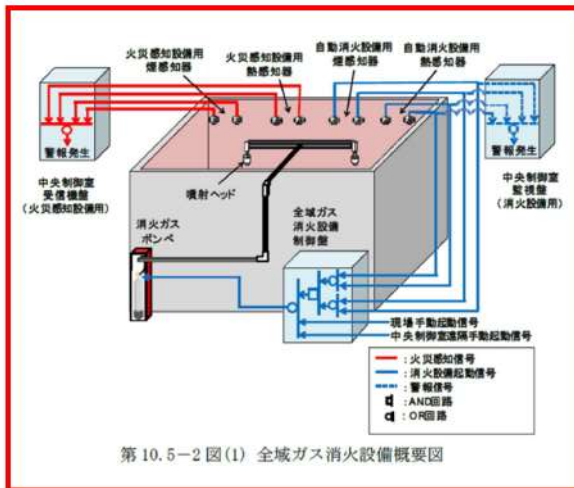 火災感知設備用
煙感知器
火災感知設備用
熱感知器
自動消火設備用
煙感知器
自動消火設備用
熱感知器
警報発生
中央制御室
受信機盤
(火災感知設備用)
警報発生
中央制御室
監視盤
(消火設備用)
噴射ヘッド
消火ガス
ボンベ
全域ガス
消火設備
制御盤
現場手動起動信号
中央制御室遠隔手動起動信号
:火災感知信号
:消火設備起動信号
:警報信号
:AND回路
:OR回路
第10.5-2図(1) 全域ガス消火設備概要図